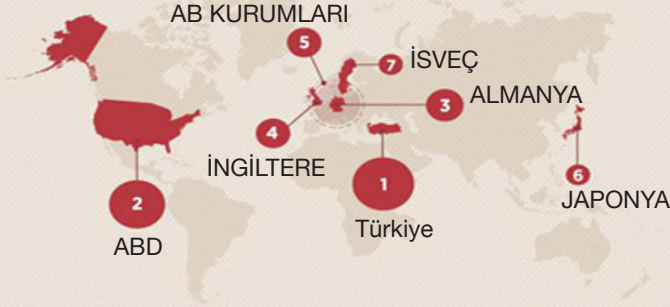 AB KURUMLARI
5
7 İSVEÇ
3 ALMANYA
4
İNGİLTERE
1
Türkiye
2
ABD
6
JAPONYA